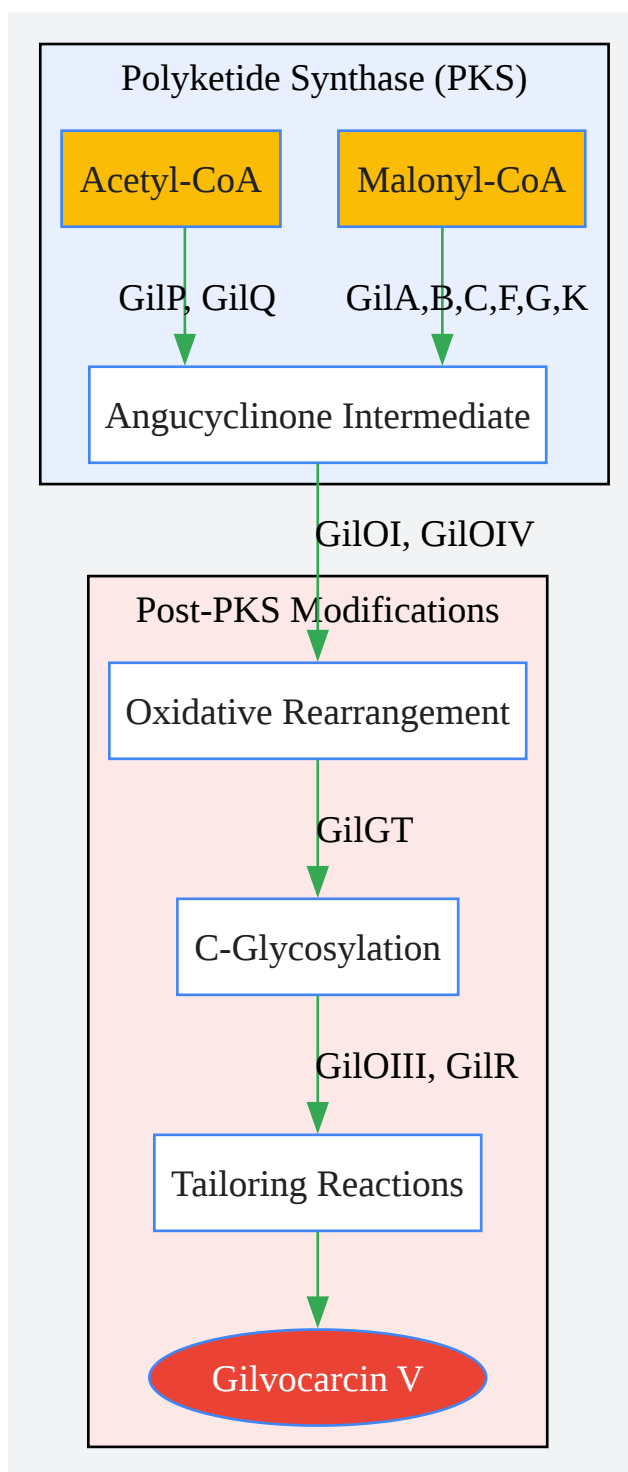 Polyketide Synthase (PKS)
Acetyl-CoA
Malonyl-CoA
GilP, GilQ
GilA,B,C,F,G,K
Angucyclinone Intermediate
GilOI, GilOIV
Post-PKS Modifications
Oxidative Rearrangement
GilGT
C-Glycosylation
GilOIII, GilR
Tailoring Reactions
Gilvocarcin V